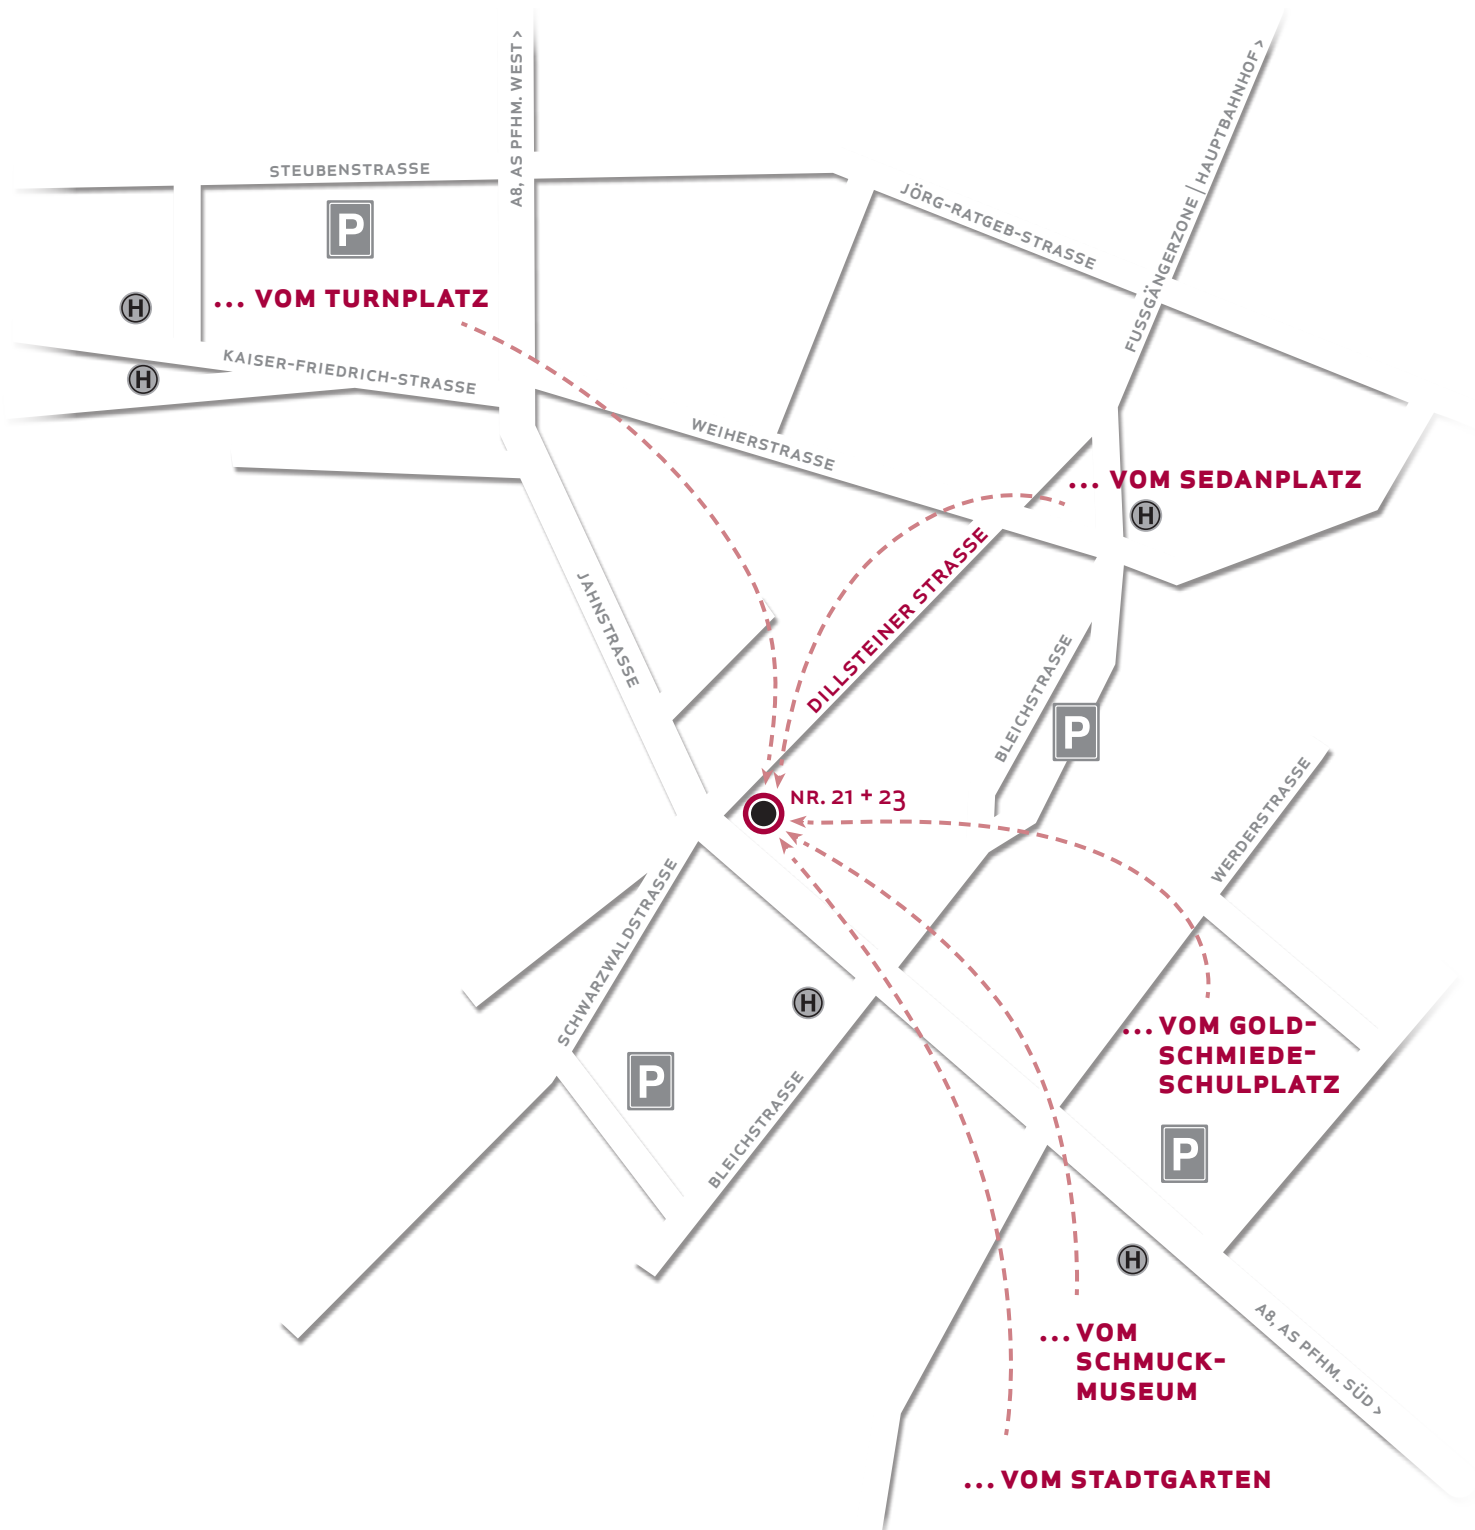 A8, AS PFHM. WEST >
FUSSGÄNGERZONE | HAUPTBAHNHOF >
STEUBENSTRASSE
JÖRG-RATGEB-STRASSE
P
H
... VOM TURNPLATZ
KAISER-FRIEDRICH-STRASSE
H
WEIHERSTRASSE
... VOM SEDANPLATZ
H
DILLSTEINER STRASSE
JAHNSTRASSE
BLEICHSTRASSE
P
NR. 21 + 23
WERDERSTRASSE
SCHWARZWALDSTRASSE
H
... VOM GOLD-
SCHMIEDE-
SCHULPLATZ
P
BLEICHSTRASSE
P
H
... VOM
SCHMUCK-
MUSEUM
A8, AS PFHM. SÜD >
... VOM STADTGARTEN